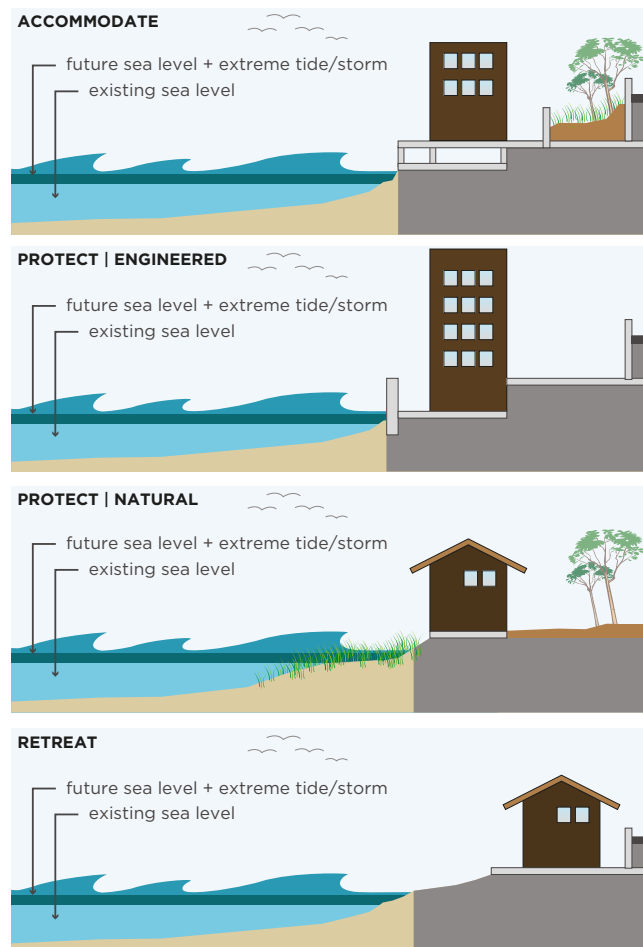 ACCOMMODATE
future sea level + extreme tide/storm
existing sea level
PROTECT | ENGINEERED
future sea level + extreme tide/storm
existing sea level
PROTECT | NATURAL
future sea level + extreme tide/storm
existing sea level
RETREAT
future sea level + extreme tide/storm
existing sea level